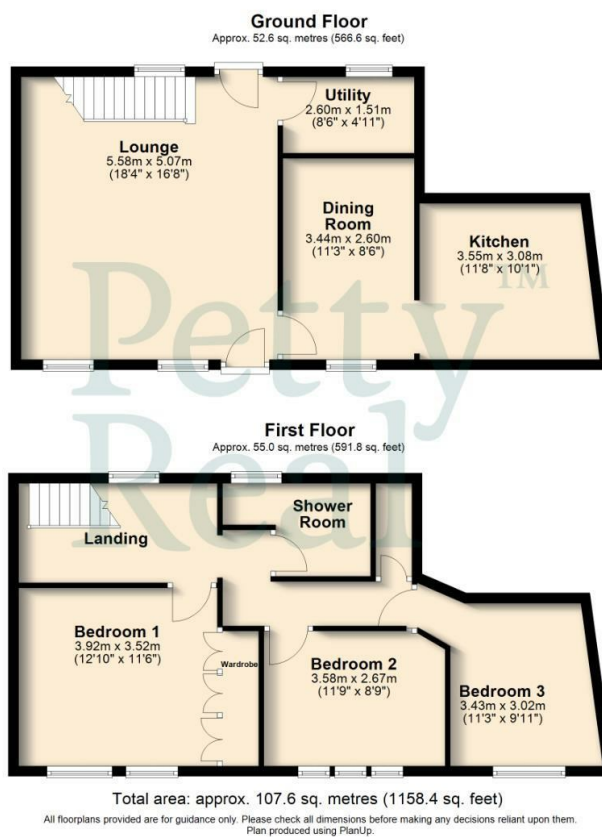 Ground Floor
Approx. 52.6 sq. metres (566.6 sq. feet)
Utility
2.60m x 1.51m
(8'6" x 4'11")
Lounge
5.58m x 5.07m
(18'4" x 16'8")
Dining
Room
3.44m x 2.60m
(11'3" x 8'6")
Kitchen
3.55m x 3.08m
(11'8" x 10'1")
Petty
Real
TM
First Floor
Approx. 55.0 sq. metres (591.8 sq. feet)
Shower
Room
Landing
Bedroom 1
3.92m x 3.52m
(12'10" x 11'6")
Wardrobe
Bedroom 2
3.58m x 2.67m
(11'9" x 8'9")
Bedroom 3
3.43m x 3.02m
(11'3" x 9'11")
Total area: approx. 107.6 sq. metres (1158.4 sq. feet)
All floorplans provided are for guidance only. Please check all dimensions before making any decisions reliant upon them.
Plan produced using PlanUp.